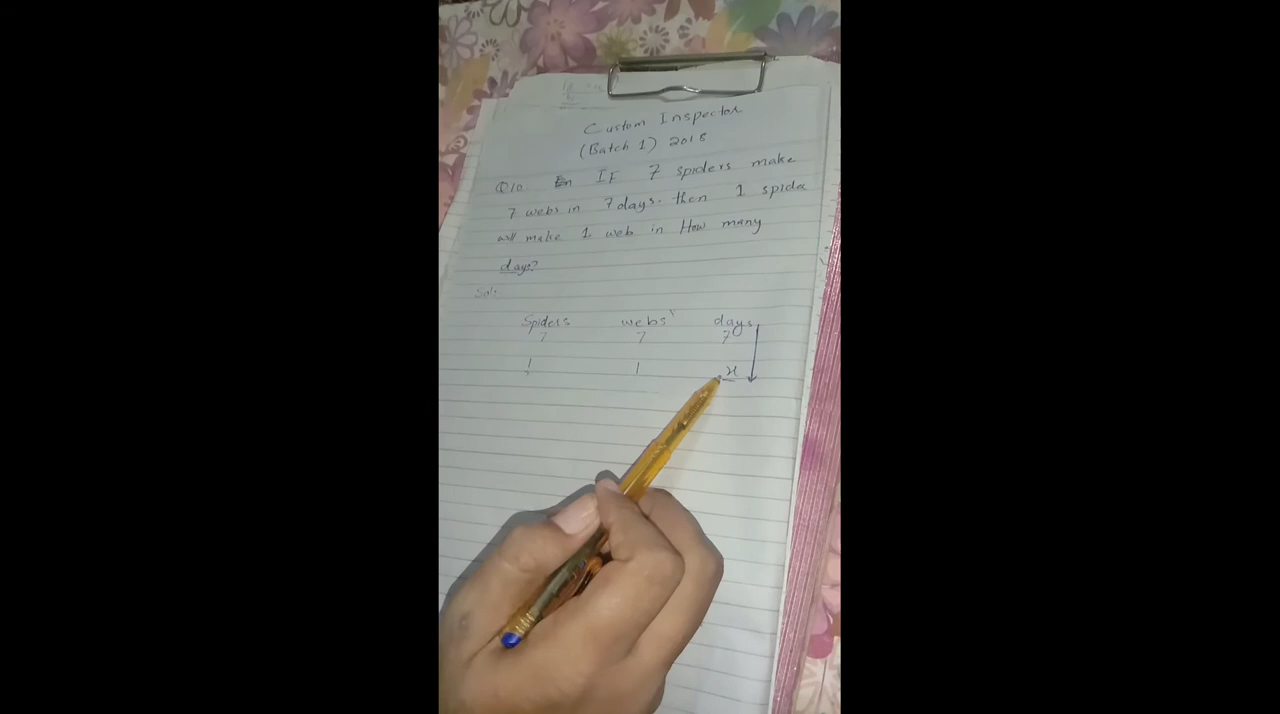 Custom Inspector
(Batch 1) 2018
Q10. En IF 7 spiders make
7 webs in 7 days. then 1 spider
will make 1 web in How many
days?
Sol:
Spiders webs days
7 7 7
1 1 x